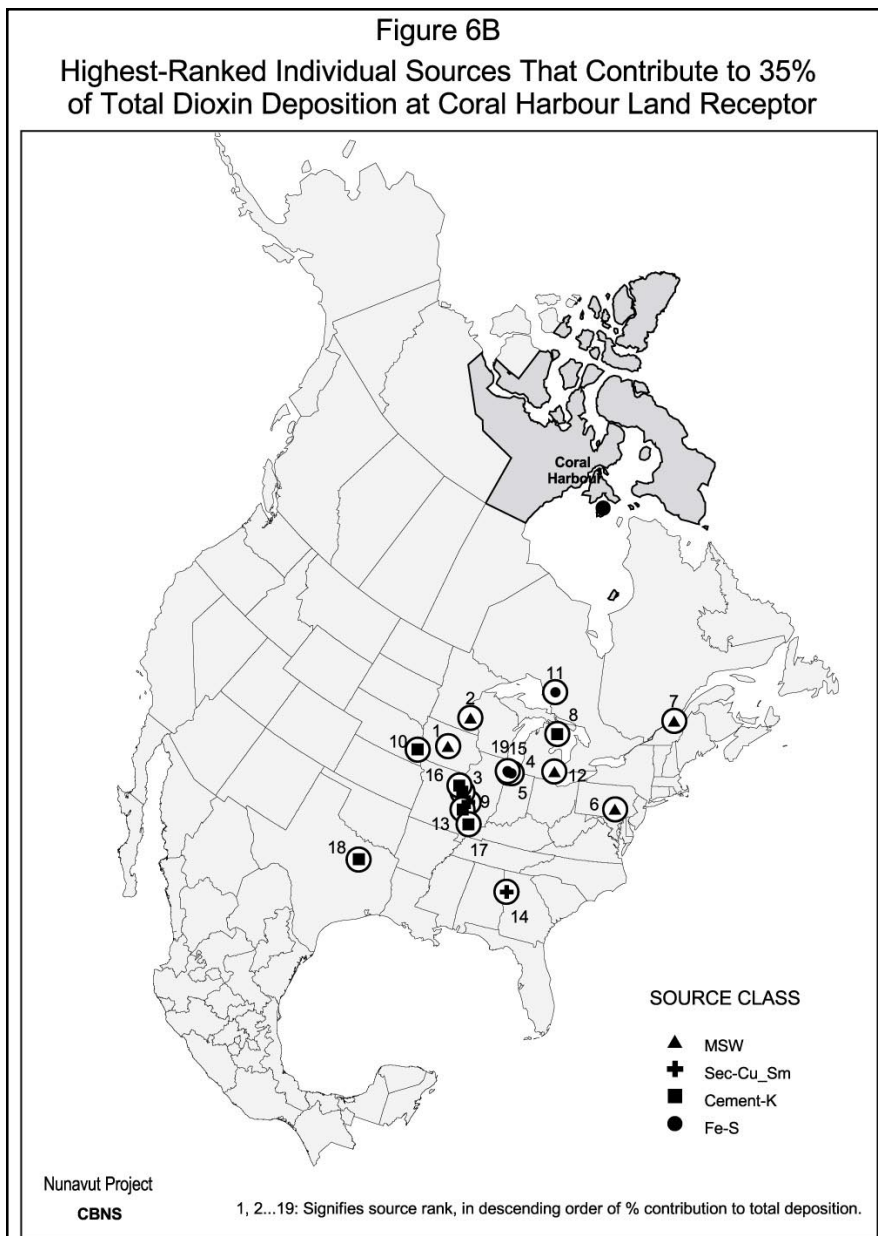 Figure 6B
Highest-Ranked Individual Sources That Contribute to 35%
of Total Dioxin Deposition at Coral Harbour Land Receptor
Coral
Harbour
11
2
8
7
1
10
19
15
4
16
3
12
5
9
6
13
17
18
14
SOURCE CLASS
MSW
Sec-Cu_Sm
Cement-K
Fe-S
Nunavut Project
CBNS
1, 2...19: Signifies source rank, in descending order of % contribution to total deposition.